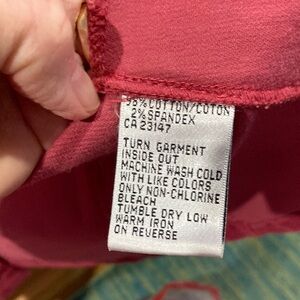 98% COTTON/COTON
2% SPANDEX
CA 23147
TURN GARMENT
INSIDE OUT
MACHINE WASH COLD
WITH LIKE COLORS
ONLY NON-CHLORINE
BLEACH
TUMBLE DRY LOW
WARM IRON
ON REVERSE